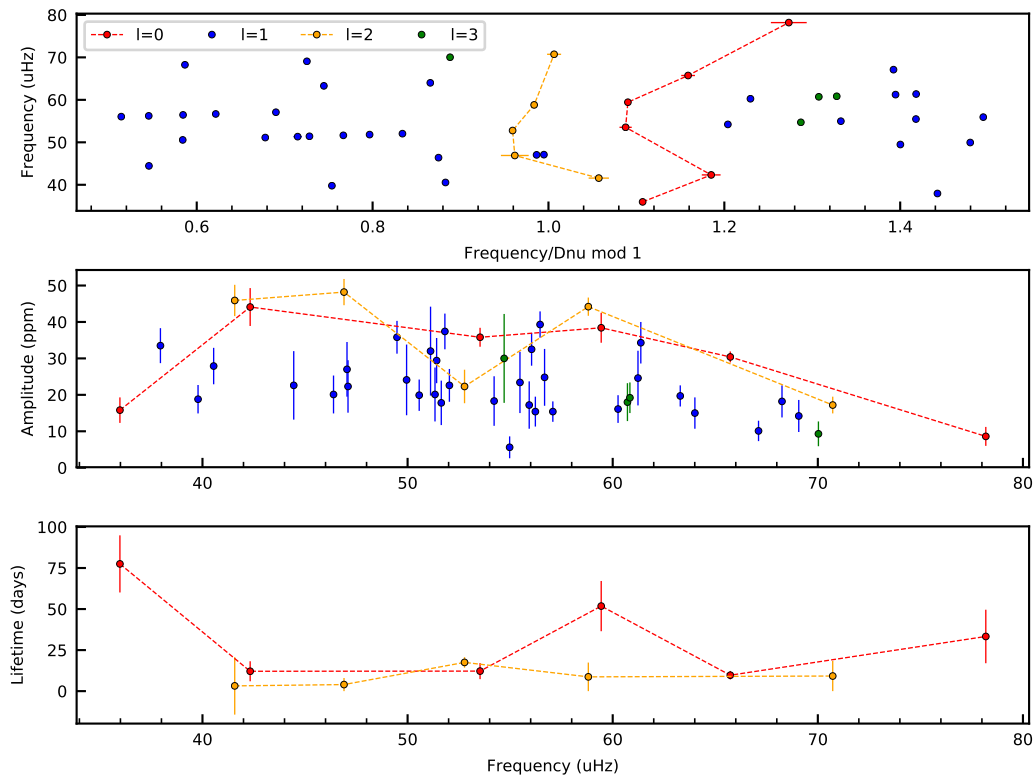 l=0 l=1 l=2 l=3
80
70
60
50
40
Frequency (uHz)
0.6 0.8 1.0 1.2 1.4
Frequency/Dnu mod 1
50
40
30
20
10
0
Amplitude (ppm)
40 50 60 70 80
100
75
50
25
0
Lifetime (days)
40 50 60 70 80
Frequency (uHz)